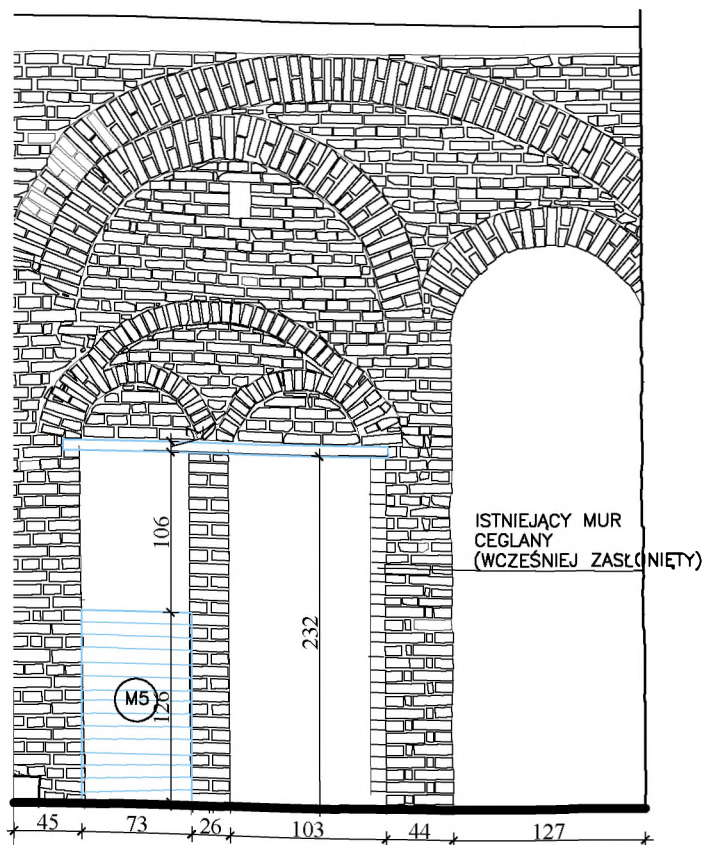 106
ISTNIEJĄCY MUR
CEGLANY
(WCZEŚNIEJ ZASŁONIĘTY)
232
M5
126
45
73
26
103
44
127